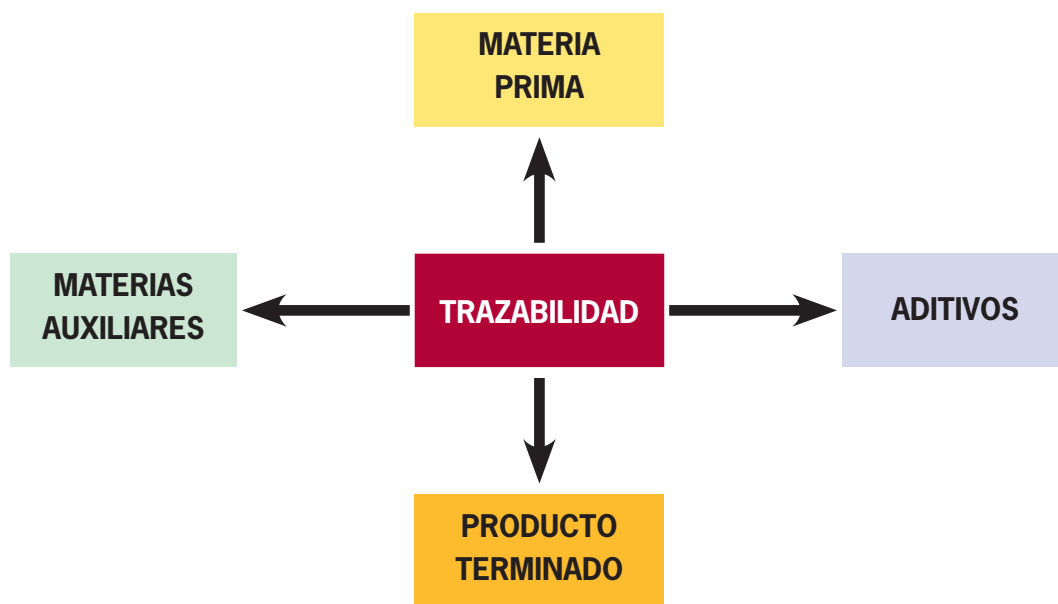 MATERIA
PRIMA
MATERIAS
AUXILIARES
TRAZABILIDAD
ADITIVOS
PRODUCTO
TERMINADO